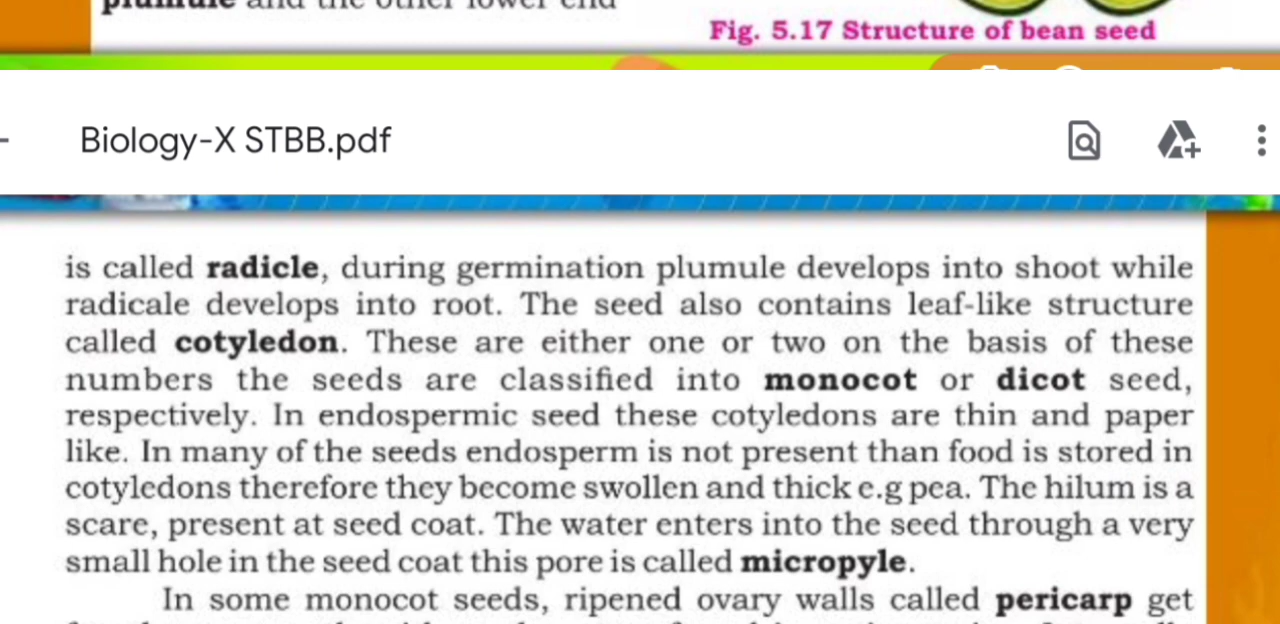 plumule and the other lower end
Fig. 5.17 Structure of bean seed
Biology-X STBB.pdf
is called radicle, during germination plumule develops into shoot while
radicale develops into root. The seed also contains leaf-like structure
called cotyledon. These are either one or two on the basis of these
numbers the seeds are classified into monocot or dicot seed,
respectively. In endospermic seed these cotyledons are thin and paper
like. In many of the seeds endosperm is not present than food is stored in
cotyledons therefore they become swollen and thick e.g pea. The hilum is a
scare, present at seed coat. The water enters into the seed through a very
small hole in the seed coat this pore is called micropyle.
In some monocot seeds, ripened ovary walls called pericarp get